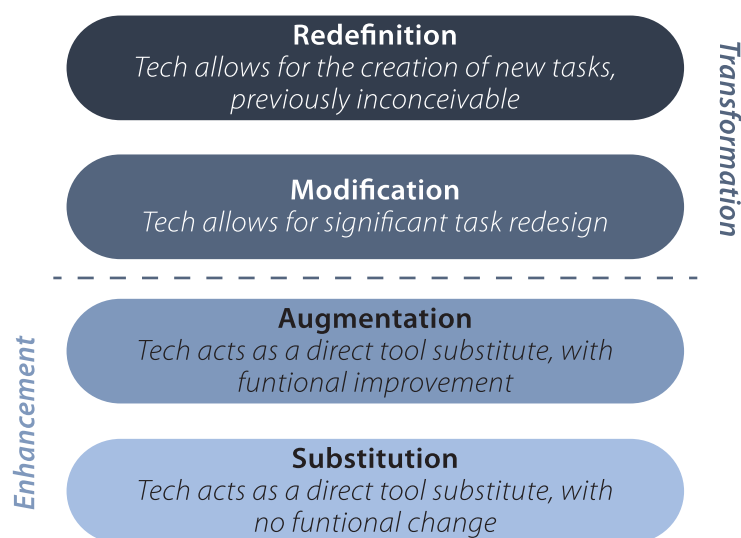 Redefinition
Tech allows for the creation of new tasks,
previously inconceivable
Transformation
Modification
Tech allows for significant task redesign
Augmentation
Tech acts as a direct tool substitute, with
funtional improvement
Enhancement
Substitution
Tech acts as a direct tool substitute, with
no funtional change